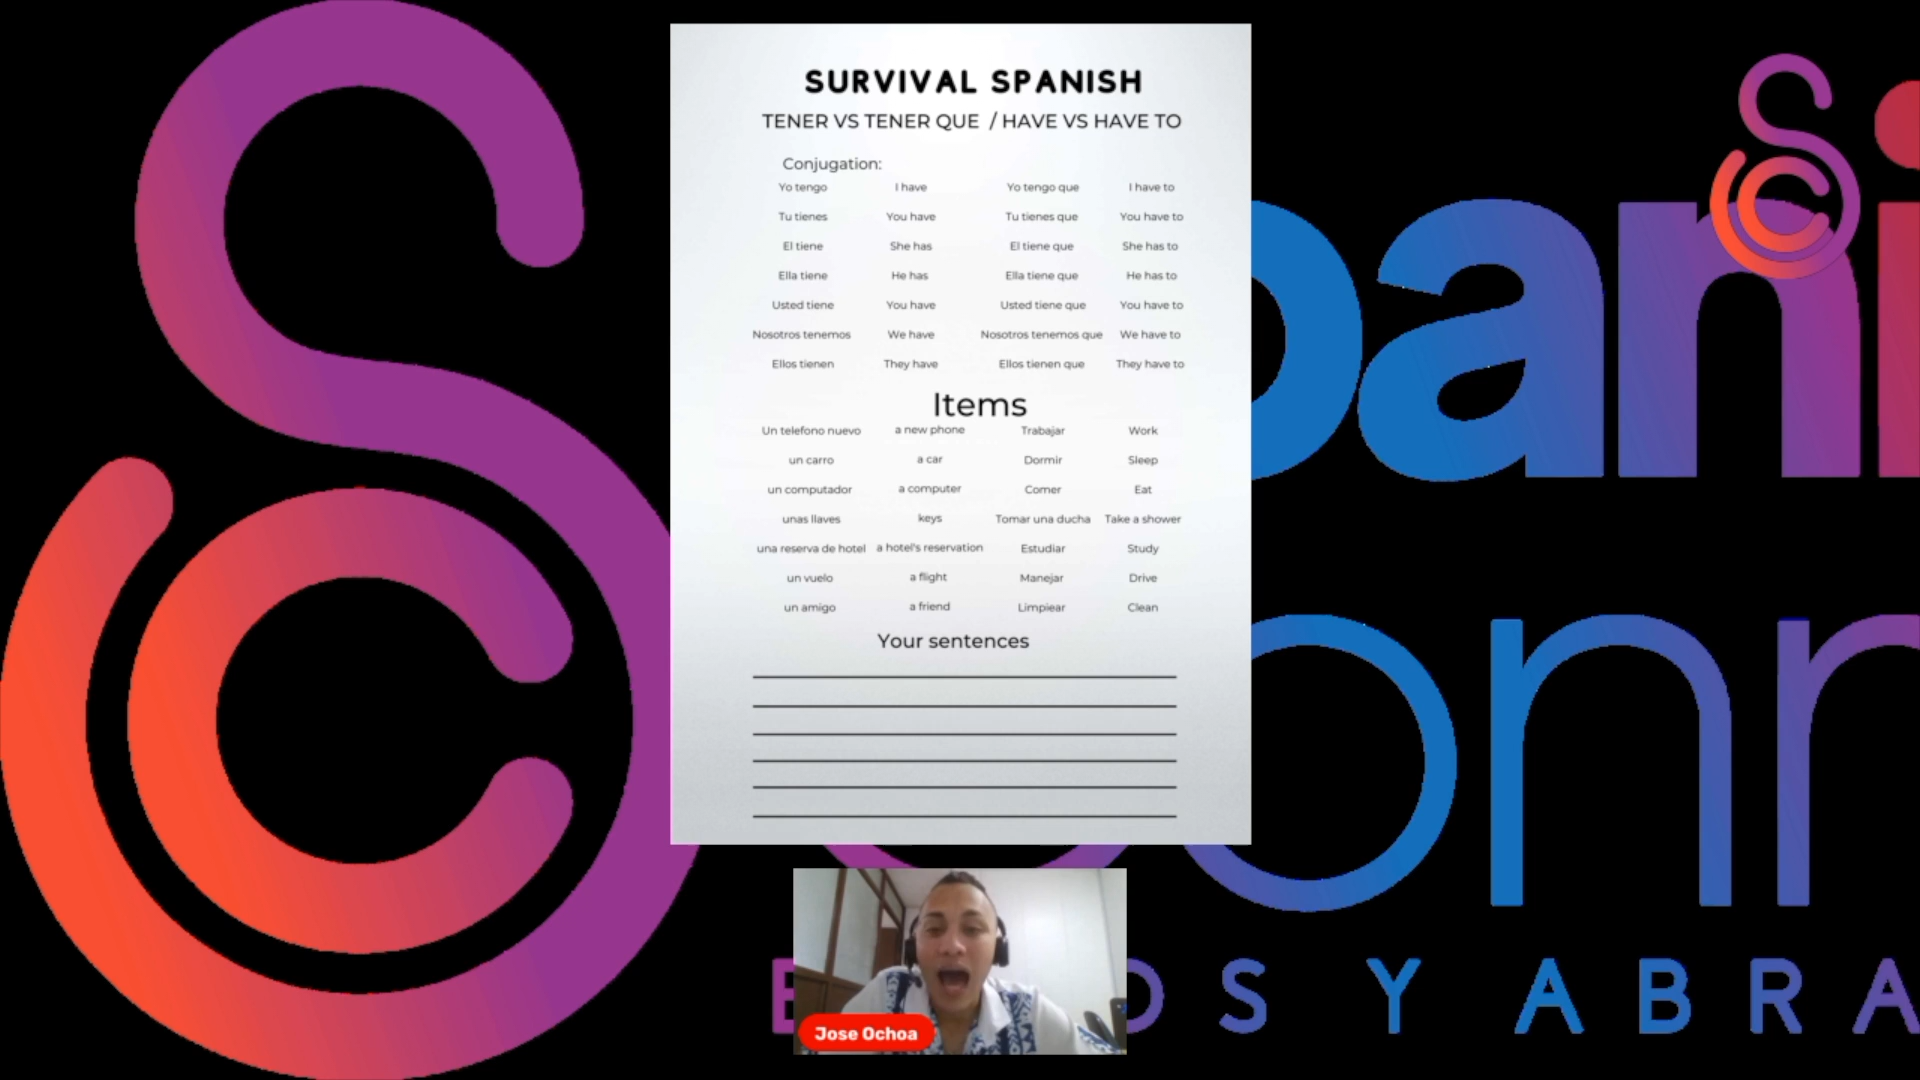 SURVIVAL SPANISH
TENER VS TENER QUE / HAVE VS HAVE TO
Conjugation:
Yo tengo I have Yo tengo que I have to
Tu tienes You have Tu tienes que You have to
El tiene She has El tiene que She has to
Ella tiene He has Ella tiene que He has to
Usted tiene You have Usted tiene que You have to
Nosotros tenemos We have Nosotros tenemos que We have to
Ellos tienen They have Ellos tienen que They have to
Items
Un telefono nuevo a new phone Trabajar Work
un carro a car Dormir Sleep
un computador a computer Comer Eat
unas llaves keys Tomar una ducha Take a shower
una reserva de hotel a hotel's reservation Estudiar Study
un vuelo a flight Manejar Drive
un amigo a friend Limpiear Clean
Your sentences
pani
onn
OS Y ABRA
Jose Ochoa